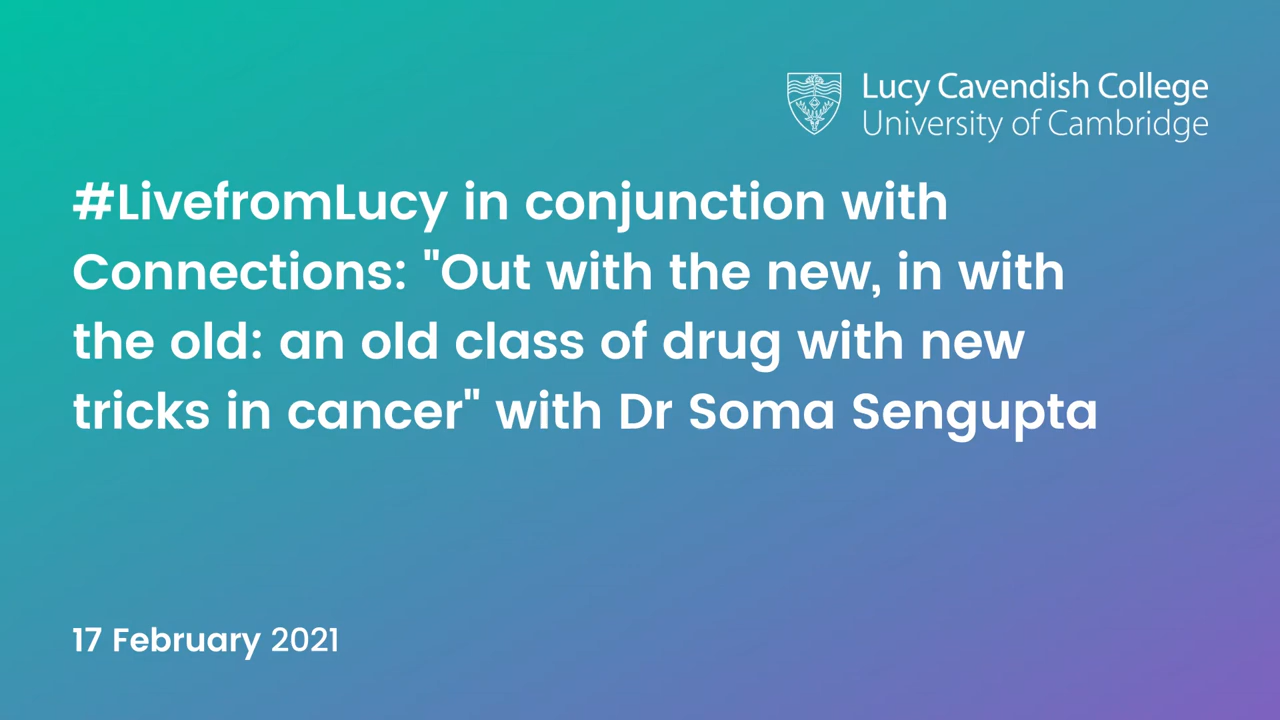 Lucy Cavendish College
University of Cambridge
#LivefromLucy in conjunction with
Connections: "Out with the new, in with
the old: an old class of drug with new
tricks in cancer" with Dr Soma Sengupta
17 February 2021